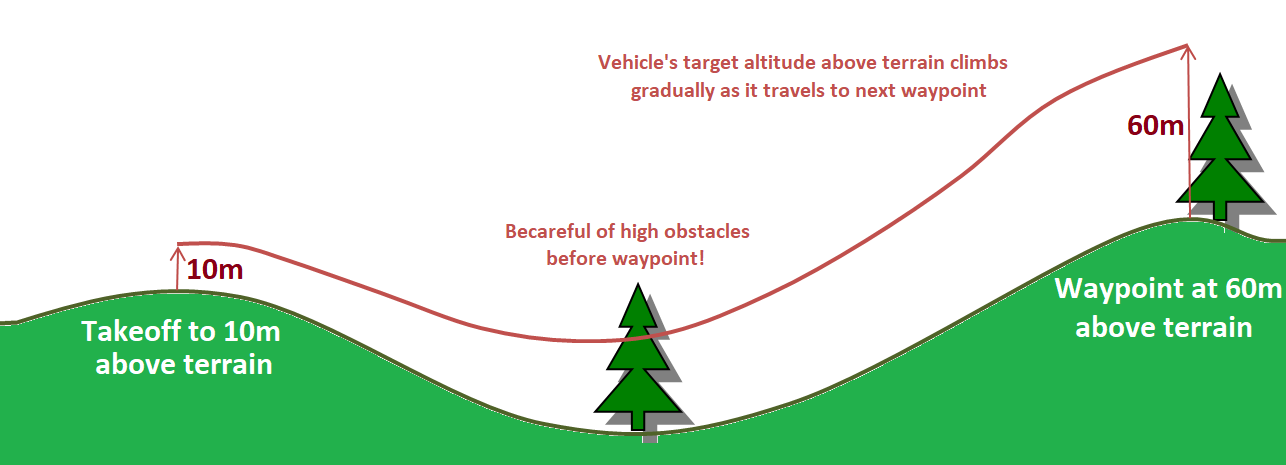 Vehicle's target altitude above terrain climbs
gradually as it travels to next waypoint
60m
Becareful of high obstacles
before waypoint!
10m
Waypoint at 60m
above terrain
Takeoff to 10m
above terrain